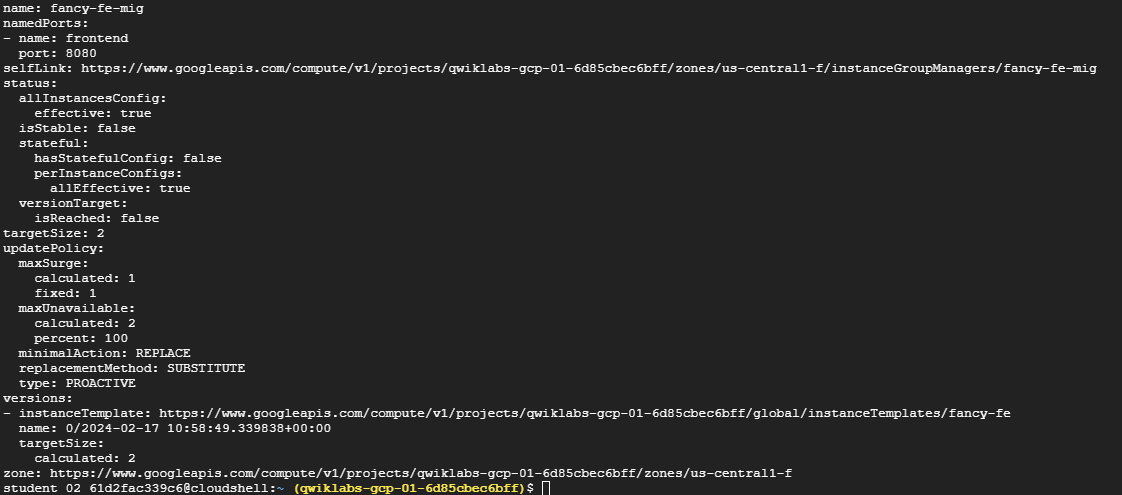 name: fancy-fe-mig
namedPorts:
- name: frontend
  port: 8080
selfLink: https://www.googleapis.com/compute/v1/projects/qwiklabs-gcp-01-6d85cbec6bff/zones/us-central1-f/instanceGroupManagers/fancy-fe-mig
status:
  allInstancesConfig:
    effective: true
  isStable: false
  stateful:
    hasStatefulConfig: false
    perInstanceConfigs:
      allEffective: true
  versionTarget:
    isReached: false
targetSize: 2
updatePolicy:
  maxSurge:
    calculated: 1
    fixed: 1
  maxUnavailable:
    calculated: 2
    percent: 100
  minimalAction: REPLACE
  replacementMethod: SUBSTITUTE
  type: PROACTIVE
versions:
- instanceTemplate: https://www.googleapis.com/compute/v1/projects/qwiklabs-gcp-01-6d85cbec6bff/global/instanceTemplates/fancy-fe
  name: 0/2024-02-17 10:58:49.339838+00:00
  targetSize:
    calculated: 2
zone: https://www.googleapis.com/compute/v1/projects/qwiklabs-gcp-01-6d85cbec6bff/zones/us-central1-f
student_02_61d2fac339c6@cloudshell:~ (qwiklabs-gcp-01-6d85cbec6bff)$